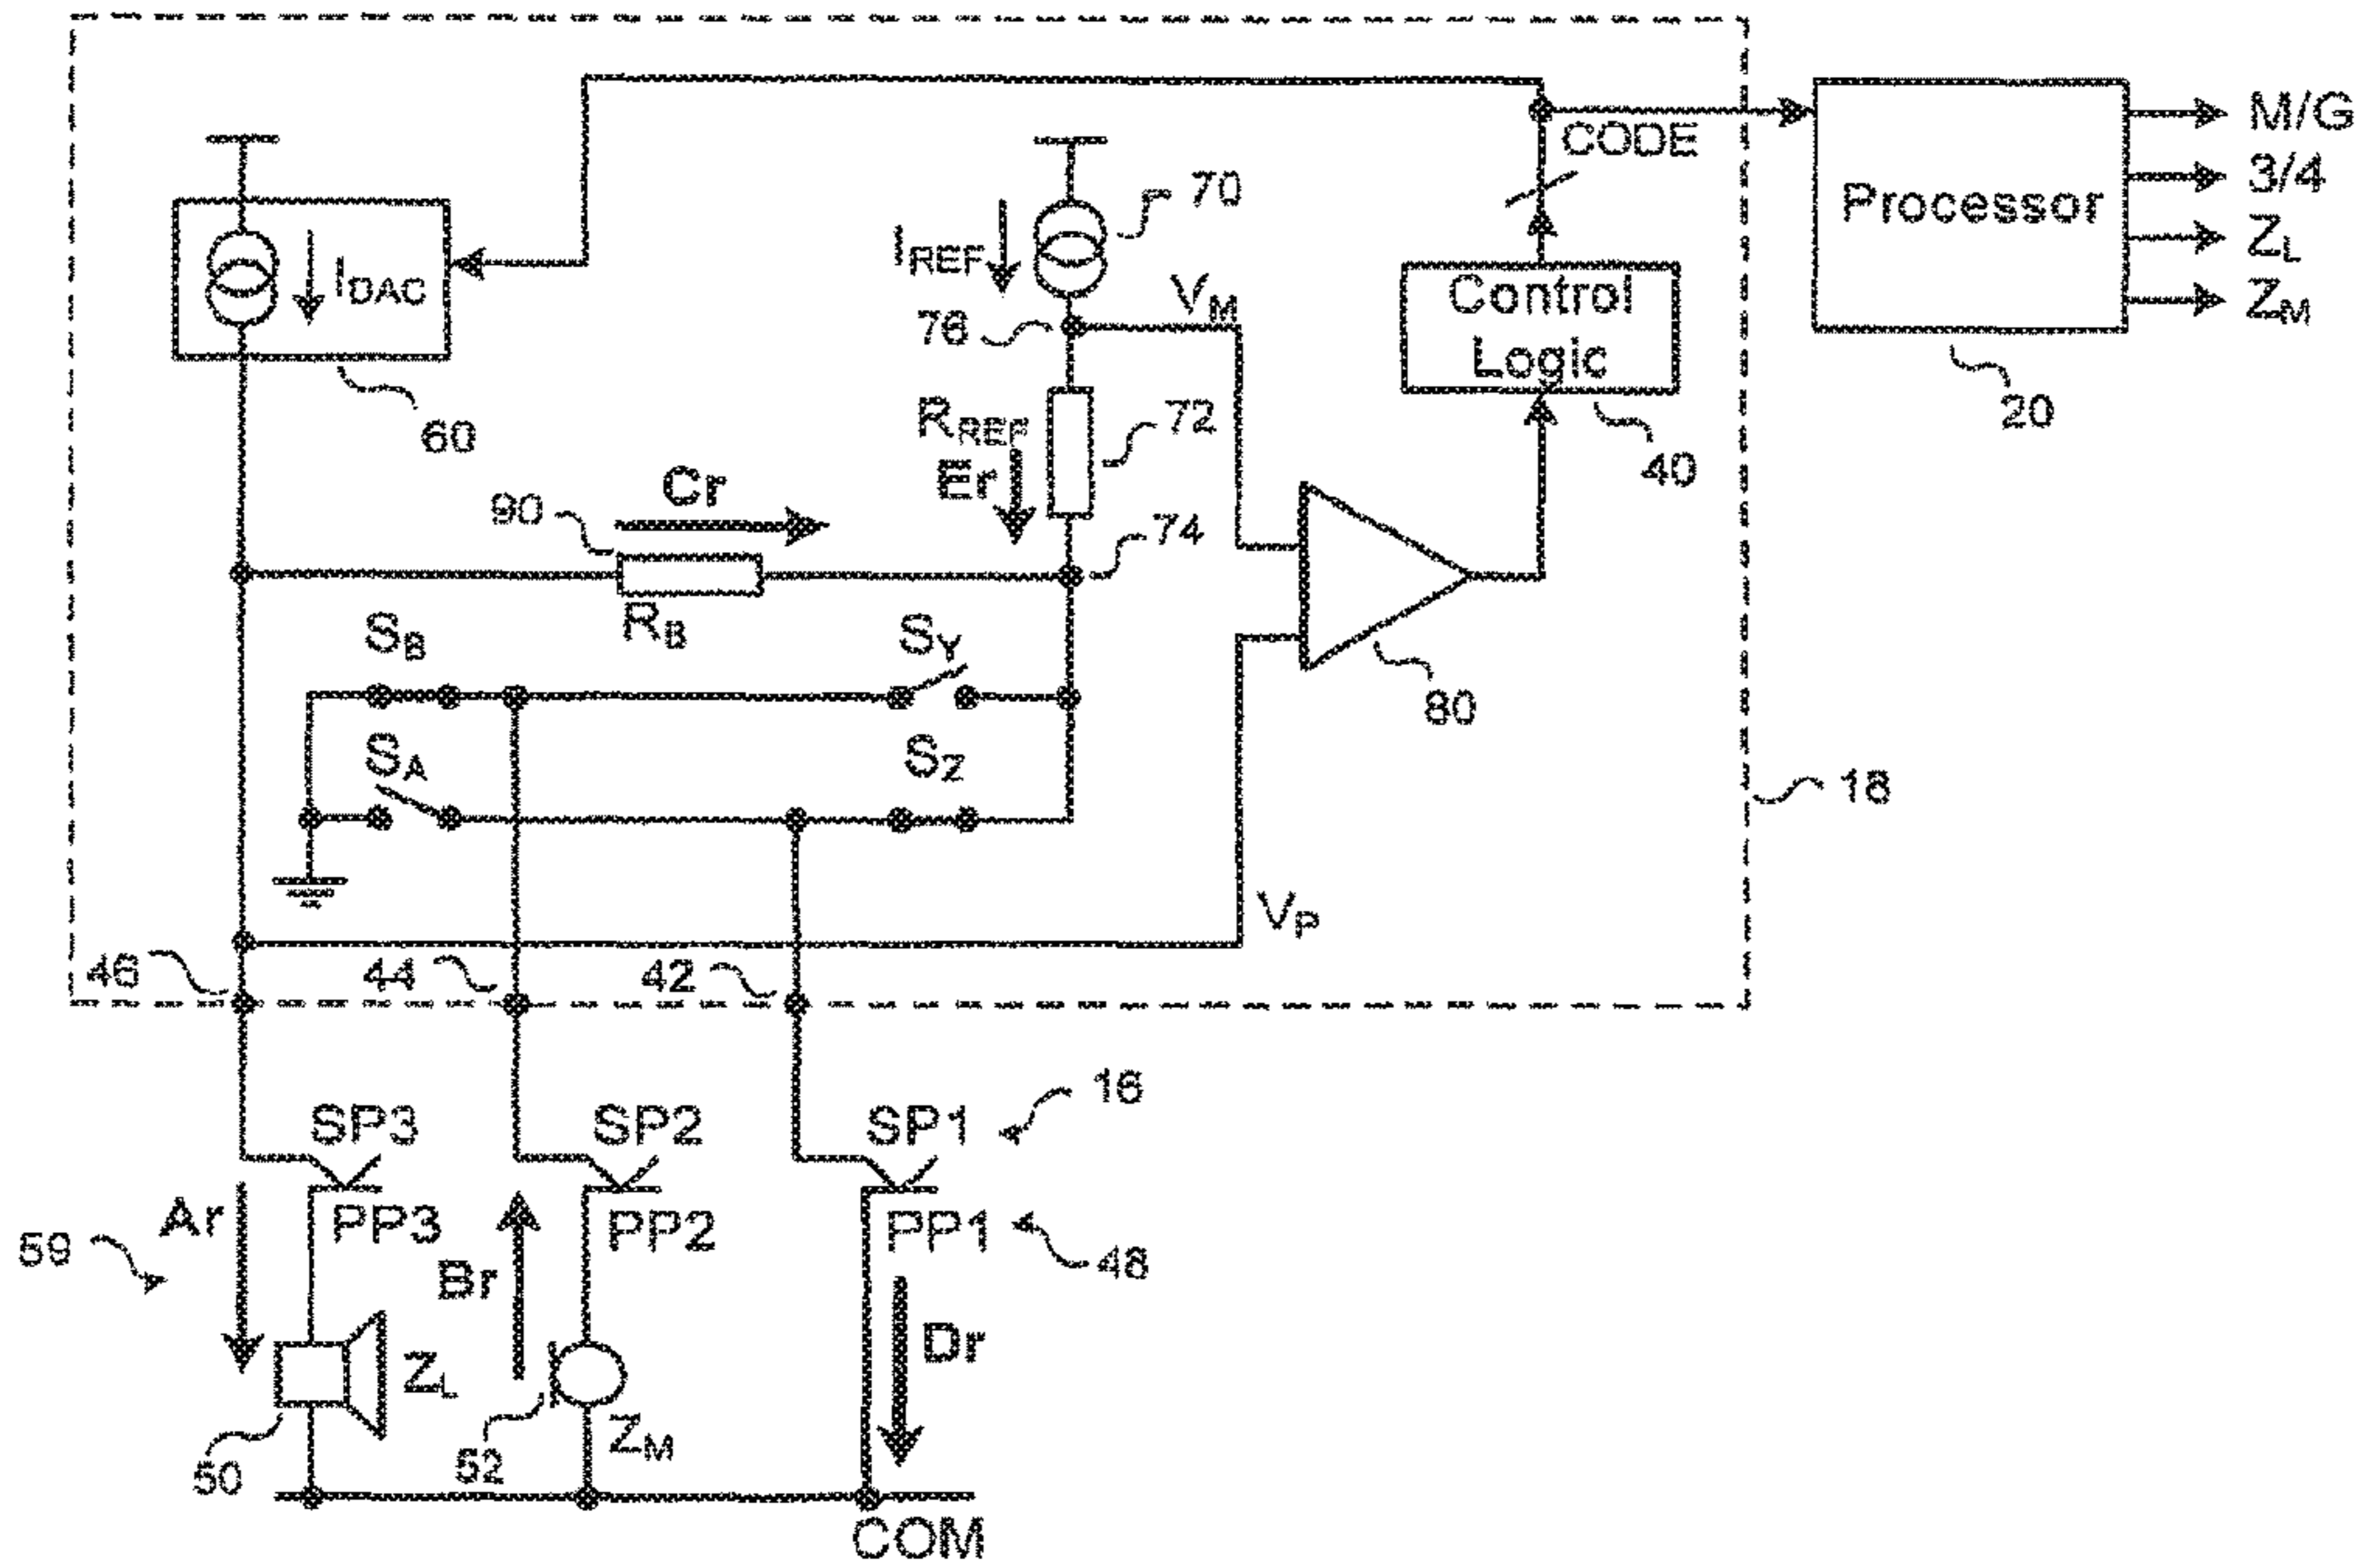 M/G
CODE
3/4
Processor
70
I_REF
Z_L
I_DAC
V_M
Control
Logic
Z_M
76
R_REF
72
20
60
Er
40
Cr
90
74
R_B
S_B
S_Y
80
S_A
S_Z
18
V_P
46
44
42
16
SP3
SP2
SP1
Ar
PP3
PP2
PP1
59
Br
48
Dr
Z_L
50
52
Z_M
COM